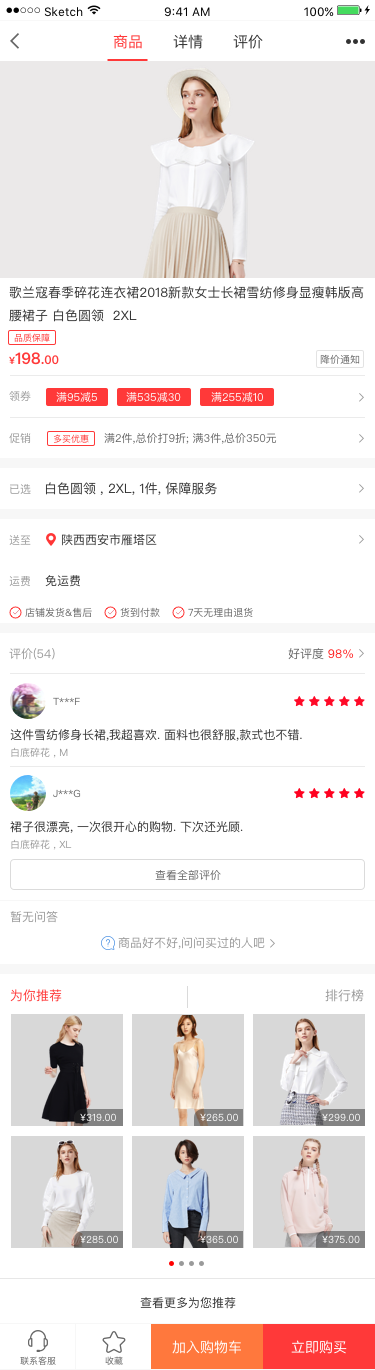 Sketch 9:41 AM 100%
商品 详情 评价
歌兰寇春季碎花连衣裙2018新款女士长裙雪纺修身显瘦韩版高
腰裙子 白色圆领 2XL
品质保障
¥198.00 降价通知
领券 满95减5 满535减30 满255减10
促销 多买优惠 满2件,总价打9折; 满3件,总价350元
已选 白色圆领 , 2XL, 1件, 保障服务
送至 陕西西安市雁塔区
运费 免运费
店铺发货&售后 货到付款 7天无理由退货
评价(54) 好评度 98%
T***F
这件雪纺修身长裙,我超喜欢. 面料也很舒服,款式也不错.
白底碎花 , M
J***G
裙子很漂亮, 一次很开心的购物. 下次还光顾.
白底碎花 , XL
查看全部评价
暂无问答
商品好不好,问问买过的人吧
为你推荐 排行榜
¥319.00 ¥265.00 ¥299.00
¥285.00 ¥365.00 ¥375.00
查看更多为您推荐
联系客服 收藏 加入购物车 立即购买